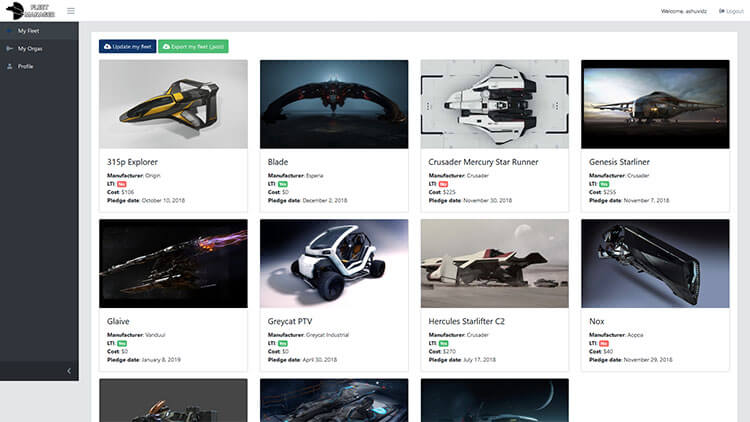 FLEET
MANAGER
Welcome, ashuvidz
Logout
My Fleet
My Orgas
Profile
Update my fleet
Export my fleet (.json)
315p Explorer
Manufacturer: Origin
LTI: No
Cost: $106
Pledge date: October 10, 2018
Blade
Manufacturer: Esperia
LTI: Yes
Cost: $0
Pledge date: December 2, 2018
Crusader Mercury Star Runner
Manufacturer: Crusader
LTI: No
Cost: $225
Pledge date: November 30, 2018
Genesis Starliner
Manufacturer: Crusader
LTI: Yes
Cost: $255
Pledge date: November 7, 2018
Glaive
Manufacturer: Vanduul
LTI: Yes
Cost: $0
Pledge date: January 8, 2019
Greycat PTV
Manufacturer: Greycat Industrial
LTI: Yes
Cost: $0
Pledge date: April 30, 2018
Hercules Starlifter C2
Manufacturer: Crusader
LTI: Yes
Cost: $270
Pledge date: July 17, 2018
Nox
Manufacturer: Aopoa
LTI: No
Cost: $40
Pledge date: November 29, 2018